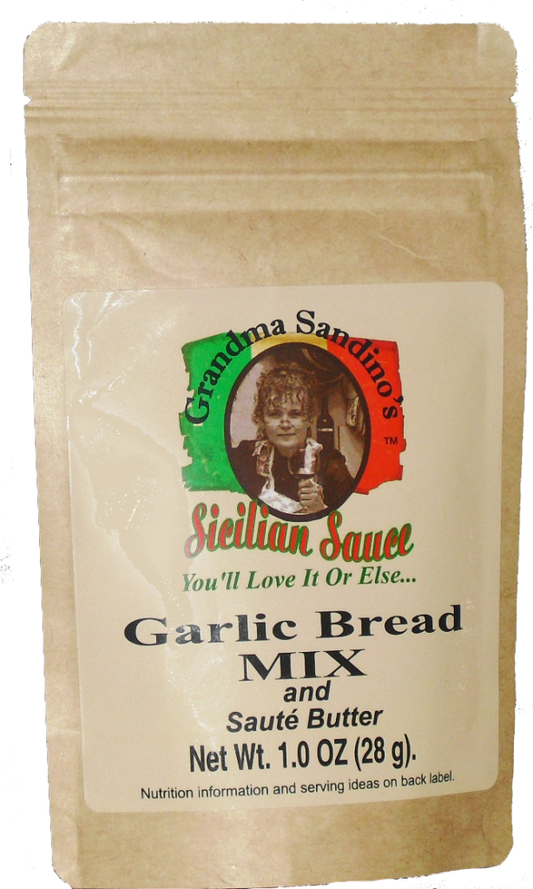 Grandma Sandino's
TM
Sicilian Sauce
You'll Love It Or Else...
Garlic Bread
MIX
and
Sauté Butter
Net Wt. 1.0 OZ (28 g).
Nutrition information and serving ideas on back label.